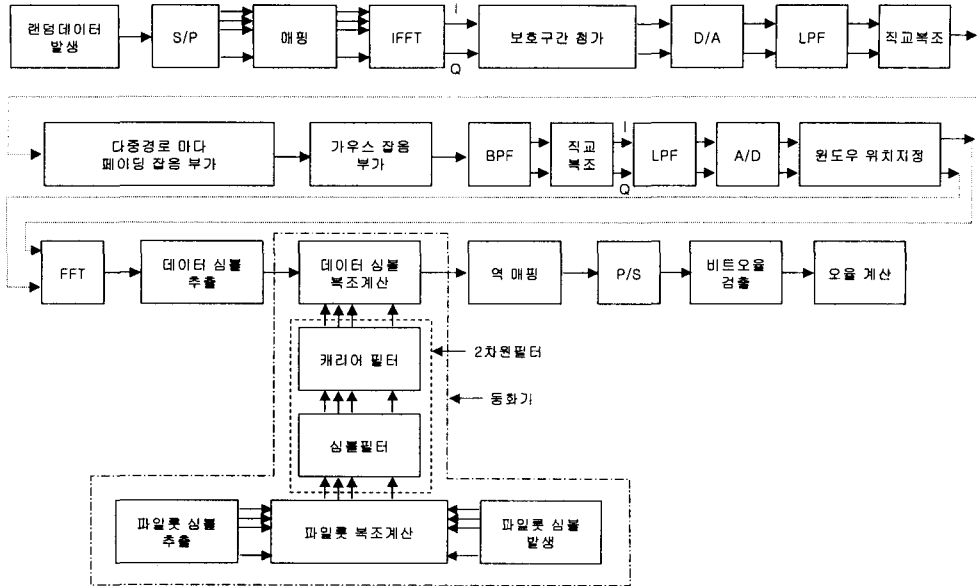 랜덤데이터
발생
S/P
매핑
IFFT
I
Q
보호구간 첨가
D/A
LPF
직교복조
다중경로 마다
페이딩 잡음 부가
가우스 잡음
부가
BPF
직교
복조
I
Q
LPF
A/D
윈도우 위치지정
FFT
데이터 심볼
추출
데이터 심볼
복조계산
역 매핑
P/S
비트오율
검출
오율 계산
캐리어 필터
2차원필터
등화기
심볼필터
파일롯 심볼
추출
파일롯 복조계산
파일롯 심볼
발생